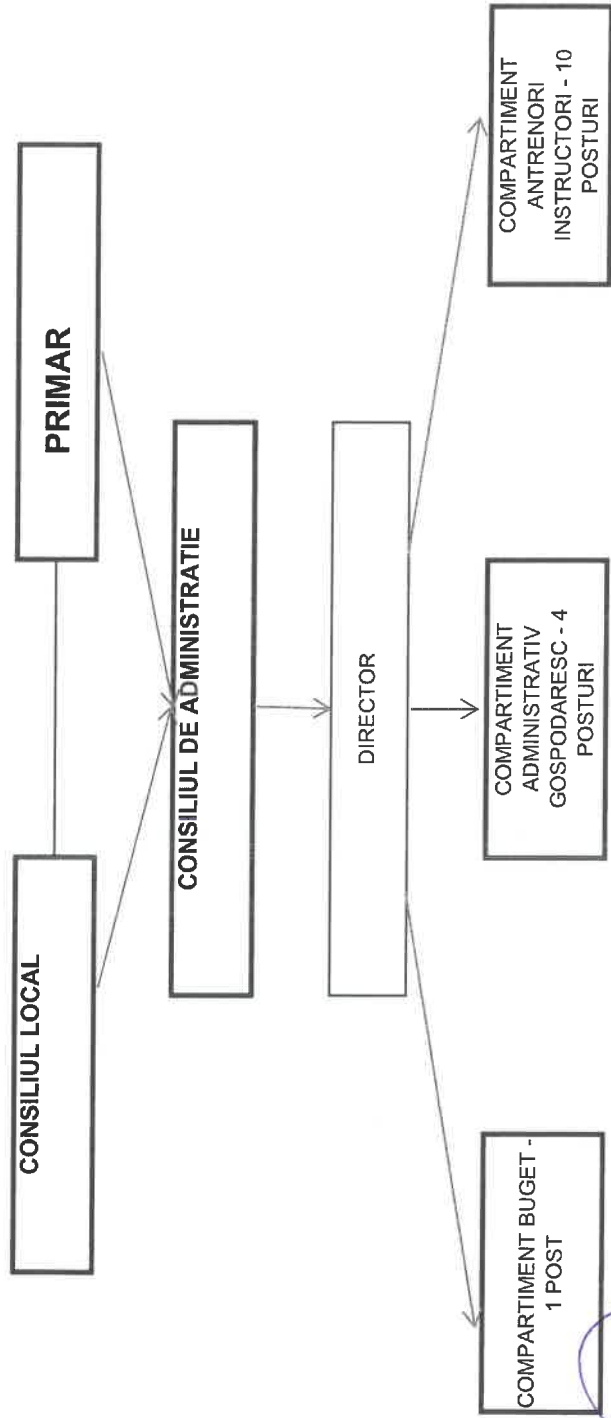 CONSILIUL LOCAL
PRIMAR
CONSILIUL DE ADMINISTRATIE
DIRECTOR
COMPARTIMENT BUGET -
1 POST
COMPARTIMENT
ADMINISTRATIV
GOSPODARESC - 4
POSTURI
COMPARTIMENT
ANTRENORI
INSTRUCTORI - 10
POSTURI